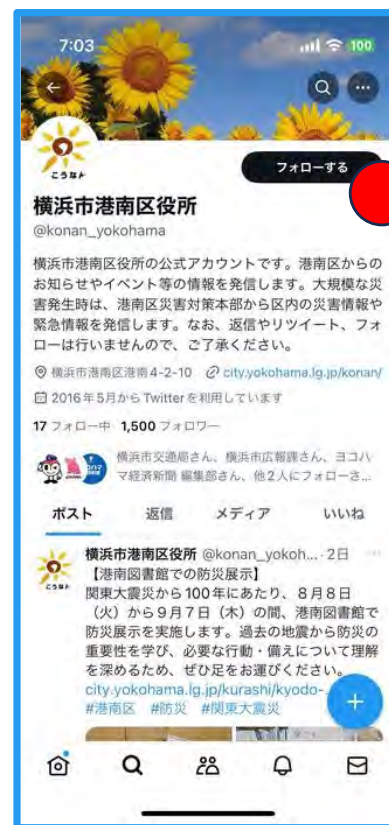 7:03
100
こうなん
フォローする
横浜市港南区役所
@konan_yokohama
横浜市港南区役所の公式アカウントです。港南区からの
お知らせやイベント等の情報を発信します。大規模な災
害発生時は、港南区災害対策本部から区内の災害情報や
緊急情報を発信します。なお、返信やリツイート、フォ
ローは行いませんので、ご了承ください。
横浜市港南区港南4-2-10 city.yokohama.lg.jp/konan/
2016年5月からTwitterを利用しています
17 フォロー中 1,500 フォロワー
横浜市交通局さん、横浜市広報課さん、ヨコハ
マ経済新聞 編集部さん、他2人にフォローさ...
ポスト 返信 メディア いいね
横浜市港南区役所 @konan_yokoh... · 2日
【港南図書館での防災展示】
関東大震災から100年にあたり、8月8日
（火）から9月7日（木）の間、港南図書館で
防災展示を実施します。過去の地震から防災の
重要性を学び、必要な行動・備えについて理解
を深めるため、ぜひ足をお運びください。
city.yokohama.lg.jp/kurashi/kyodo-
#港南区 #防災 #関東大震災